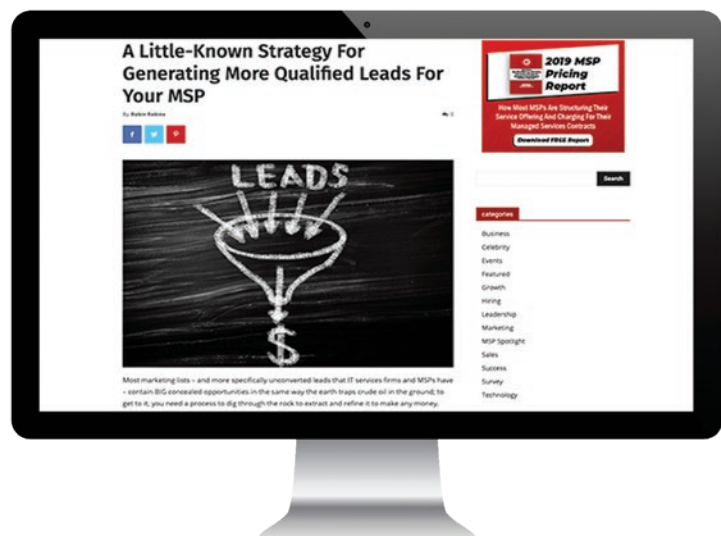 A Little-Known Strategy For
Generating More Qualified Leads For
Your MSP
By Robin Robins
0
LEADS
$
Most marketing lists – and more specifically unconverted leads that IT services firms and MSPs have
– contain BIG concealed opportunities in the same way the earth traps crude oil in the ground; to
get to it, you need a process to dig through the rock to extract and refine it to make any money.
2019 MSP
Pricing
Report
How Most MSPs Are Structuring Their
Service Offering And Charging For Their
Managed Services Contracts
Download FREE Report
Search
categories
Business
Celebrity
Events
Featured
Growth
Hiring
Leadership
Marketing
MSP Spotlight
Sales
Success
Survey
Technology